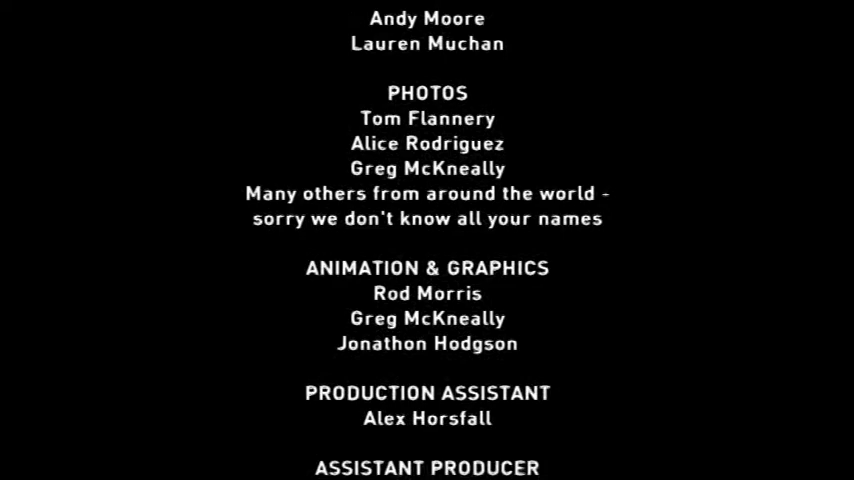 Andy Moore
Lauren Muchan
PHOTOS
Tom Flannery
Alice Rodriguez
Greg McKneally
Many others from around the world -
sorry we don't know all your names
ANIMATION & GRAPHICS
Rod Morris
Greg McKneally
Jonathon Hodgson
PRODUCTION ASSISTANT
Alex Horsfall
ASSISTANT PRODUCER